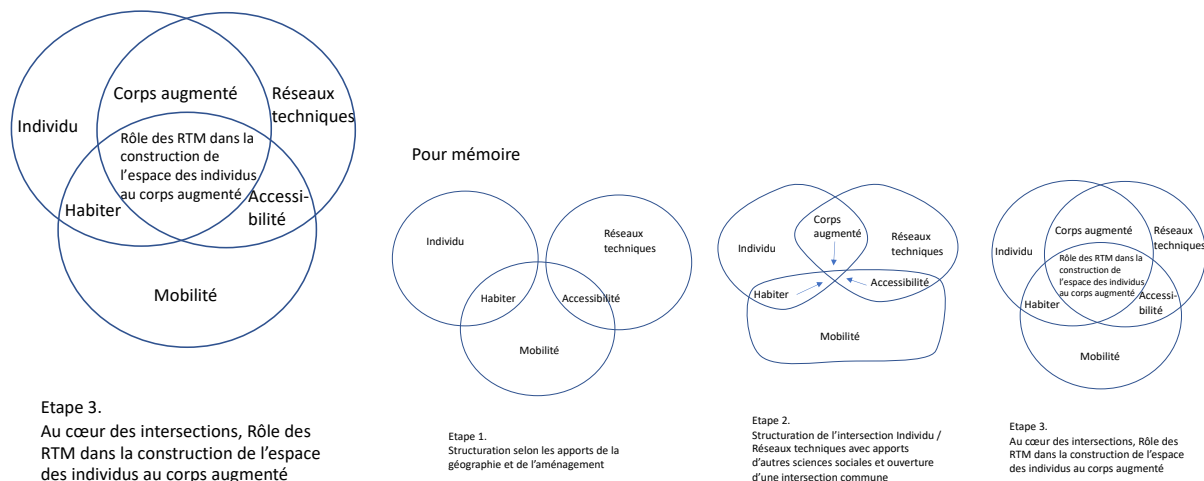 Corps augmenté
Réseaux
techniques
Individu
Rôle des RTM dans la
construction de
l'espace des individus
au corps augmenté
Habiter
Accessi-
bilité
Mobilité
Etape 3.
Au cœur des intersections, Rôle des
RTM dans la construction de l'espace
des individus au corps augmenté
Pour mémoire
Individu
Réseaux
techniques
Habiter
Accessibilité
Mobilité
Etape 1.
Structuration selon les apports de la
géographie et de l'aménagement
Corps
augmenté
Individu
Réseaux
techniques
Habiter
Accessibilité
Mobilité
Etape 2.
Structuration de l'intersection Individu /
Réseaux techniques avec apports
d'autres sciences sociales et ouverture
d'une intersection commune
Corps augmenté
Réseaux
techniques
Individu
Rôle des RTM dans la
construction de
l'espace des individus
au corps augmenté
Habiter
Accessi-
bilité
Mobilité
Etape 3.
Au cœur des intersections, Rôle des
RTM dans la construction de l'espace
des individus au corps augmenté